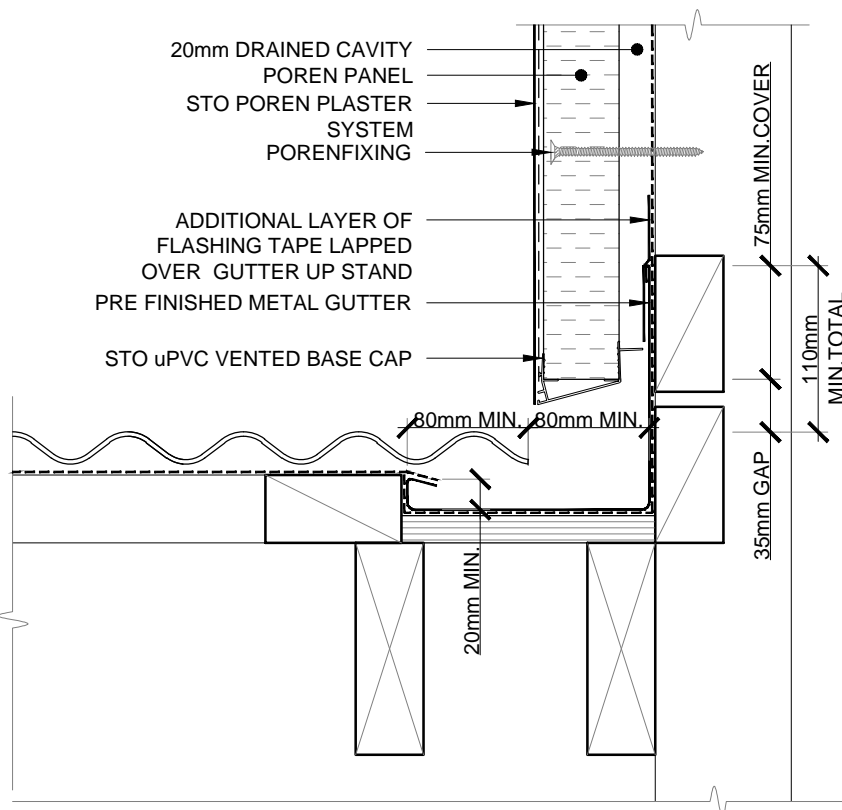 20mm DRAINED CAVITY
POREN PANEL
STO POREN PLASTER
SYSTEM
PORENFIXING
ADDITIONAL LAYER OF
FLASHING TAPE LAPPED
OVER GUTTER UP STAND
PRE FINISHED METAL GUTTER
STO uPVC VENTED BASE CAP
80mm MIN.
80mm MIN.
20mm MIN.
75mm MIN.COVER
35mm GAP
110mm
MIN.TOTAL